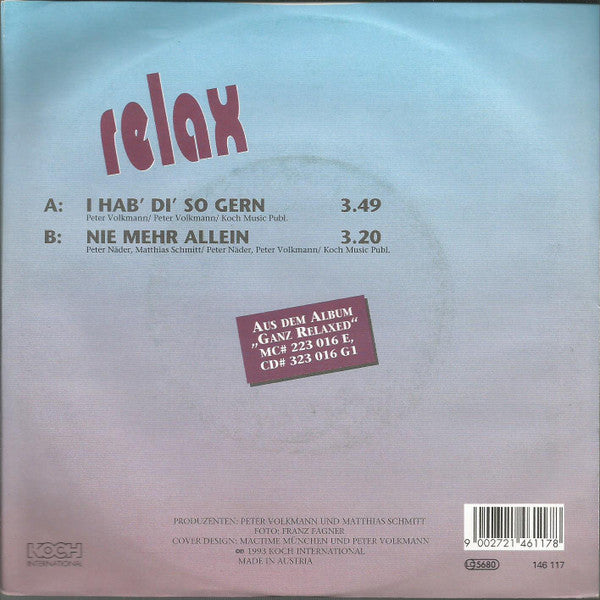 relax
A: I HAB' DI' SO GERN 3.49
Peter Volkmann/ Peter Volkmann/ Koch Music Publ.
B: NIE MEHR ALLEIN 3.20
Peter Näder, Matthias Schmitt/ Peter Näder, Peter Volkmann/ Koch Music Publ.
AUS DEM ALBUM
„GANZ RELAXED“
MC# 223 016 E,
CD# 323 016 G1
PRODUZENTEN: PETER VOLKMANN UND MATTHIAS SCHMITT
FOTO: FRANZ FAGNER
COVER DESIGN: MACTIME MÜNCHEN UND PETER VOLKMANN
℗© 1993 KOCH INTERNATIONAL
MADE IN AUSTRIA
KOCH
INTERNATIONAL
9 002721 461178
LC 5680 146 117